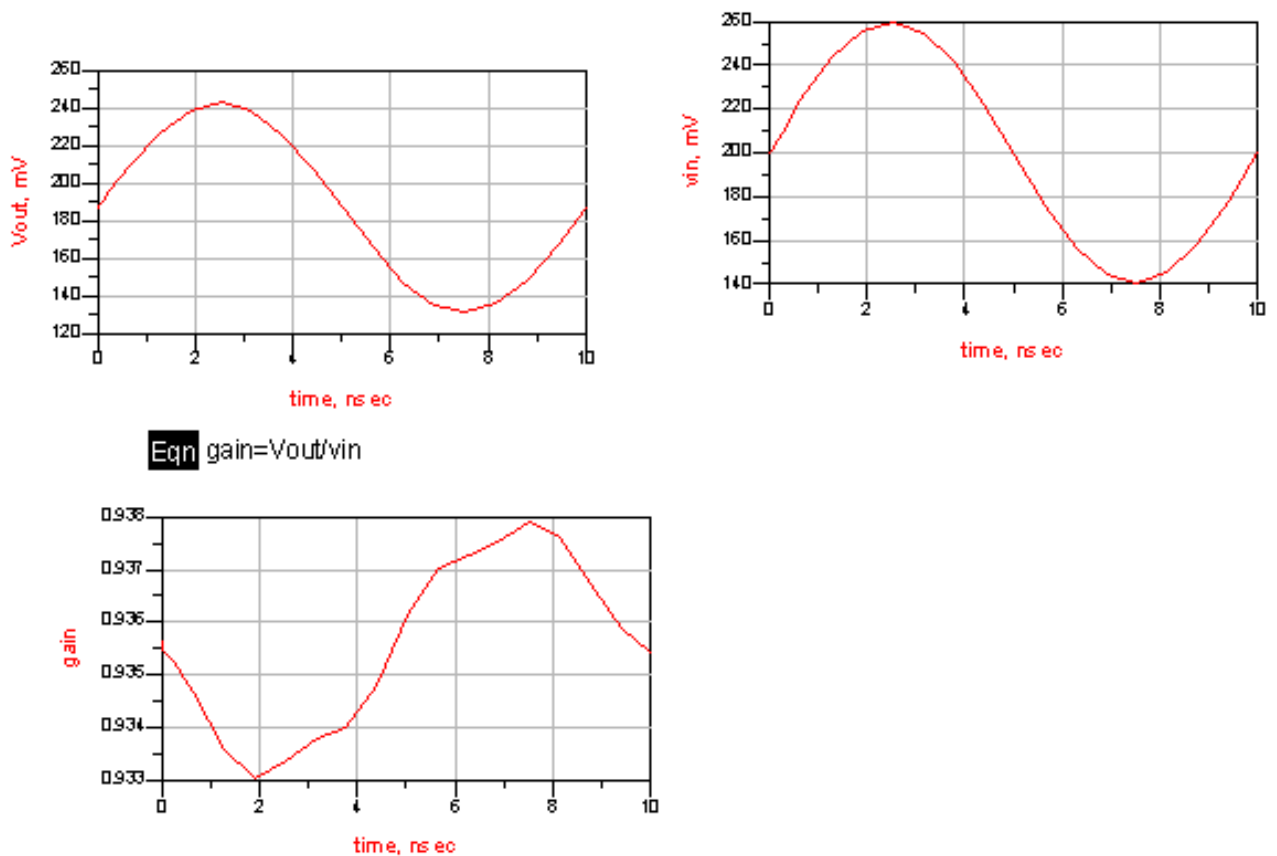 260
240
220
200
180
160
140
120
Vout, mV
0 2 4 6 8 10
time, nsec
260
240
220
200
180
160
140
vin, mV
0 2 4 6 8 10
time, nsec
Eqn gain=Vout/vin
0.938
0.937
0.936
0.935
0.934
0.933
gain
0 2 4 6 8 10
time, nsec